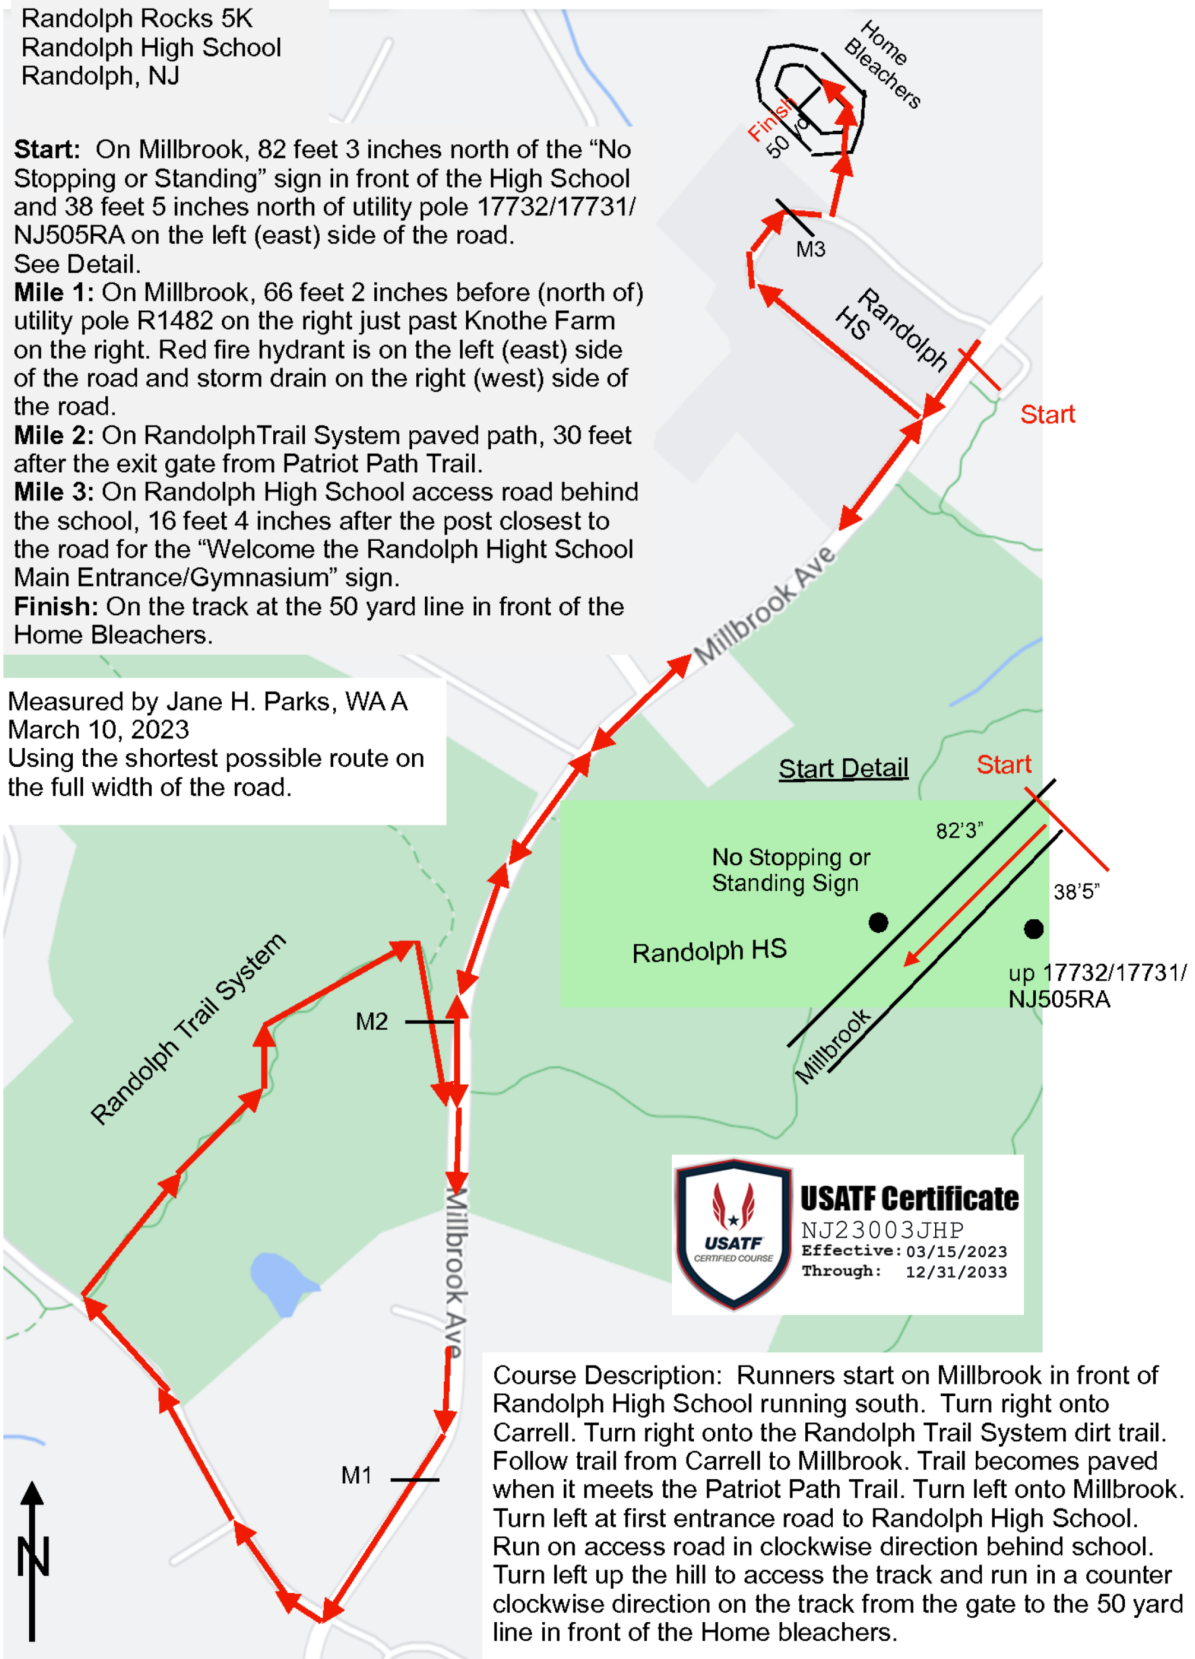 Randolph Rocks 5K
Randolph High School
Randolph, NJ
Start: On Millbrook, 82 feet 3 inches north of the “No
Stopping or Standing” sign in front of the High School
and 38 feet 5 inches north of utility pole 17732/17731/
NJ505RA on the left (east) side of the road.
See Detail.
Mile 1: On Millbrook, 66 feet 2 inches before (north of)
utility pole R1482 on the right just past Knothe Farm
on the right. Red fire hydrant is on the left (east) side
of the road and storm drain on the right (west) side of
the road.
Mile 2: On RandolphTrail System paved path, 30 feet
after the exit gate from Patriot Path Trail.
Mile 3: On Randolph High School access road behind
the school, 16 feet 4 inches after the post closest to
the road for the “Welcome the Randolph Hight School
Main Entrance/Gymnasium” sign.
Finish: On the track at the 50 yard line in front of the
Home Bleachers.
Measured by Jane H. Parks, WA A
March 10, 2023
Using the shortest possible route on
the full width of the road.
Home
Bleachers
Finish
50 yd
M3
Randolph
HS
Start
Millbrook Ave
Start Detail
Start
82'3"
No Stopping or
Standing Sign
38'5"
Randolph HS
up 17732/17731/
NJ505RA
Millbrook
Randolph Trail System
M2
Millbrook Ave
M1
N
USATF
CERTIFIED COURSE
USATF Certificate
NJ23003JHP
Effective: 03/15/2023
Through: 12/31/2033
Course Description: Runners start on Millbrook in front of
Randolph High School running south. Turn right onto
Carrell. Turn right onto the Randolph Trail System dirt trail.
Follow trail from Carrell to Millbrook. Trail becomes paved
when it meets the Patriot Path Trail. Turn left onto Millbrook.
Turn left at first entrance road to Randolph High School.
Run on access road in clockwise direction behind school.
Turn left up the hill to access the track and run in a counter
clockwise direction on the track from the gate to the 50 yard
line in front of the Home bleachers.